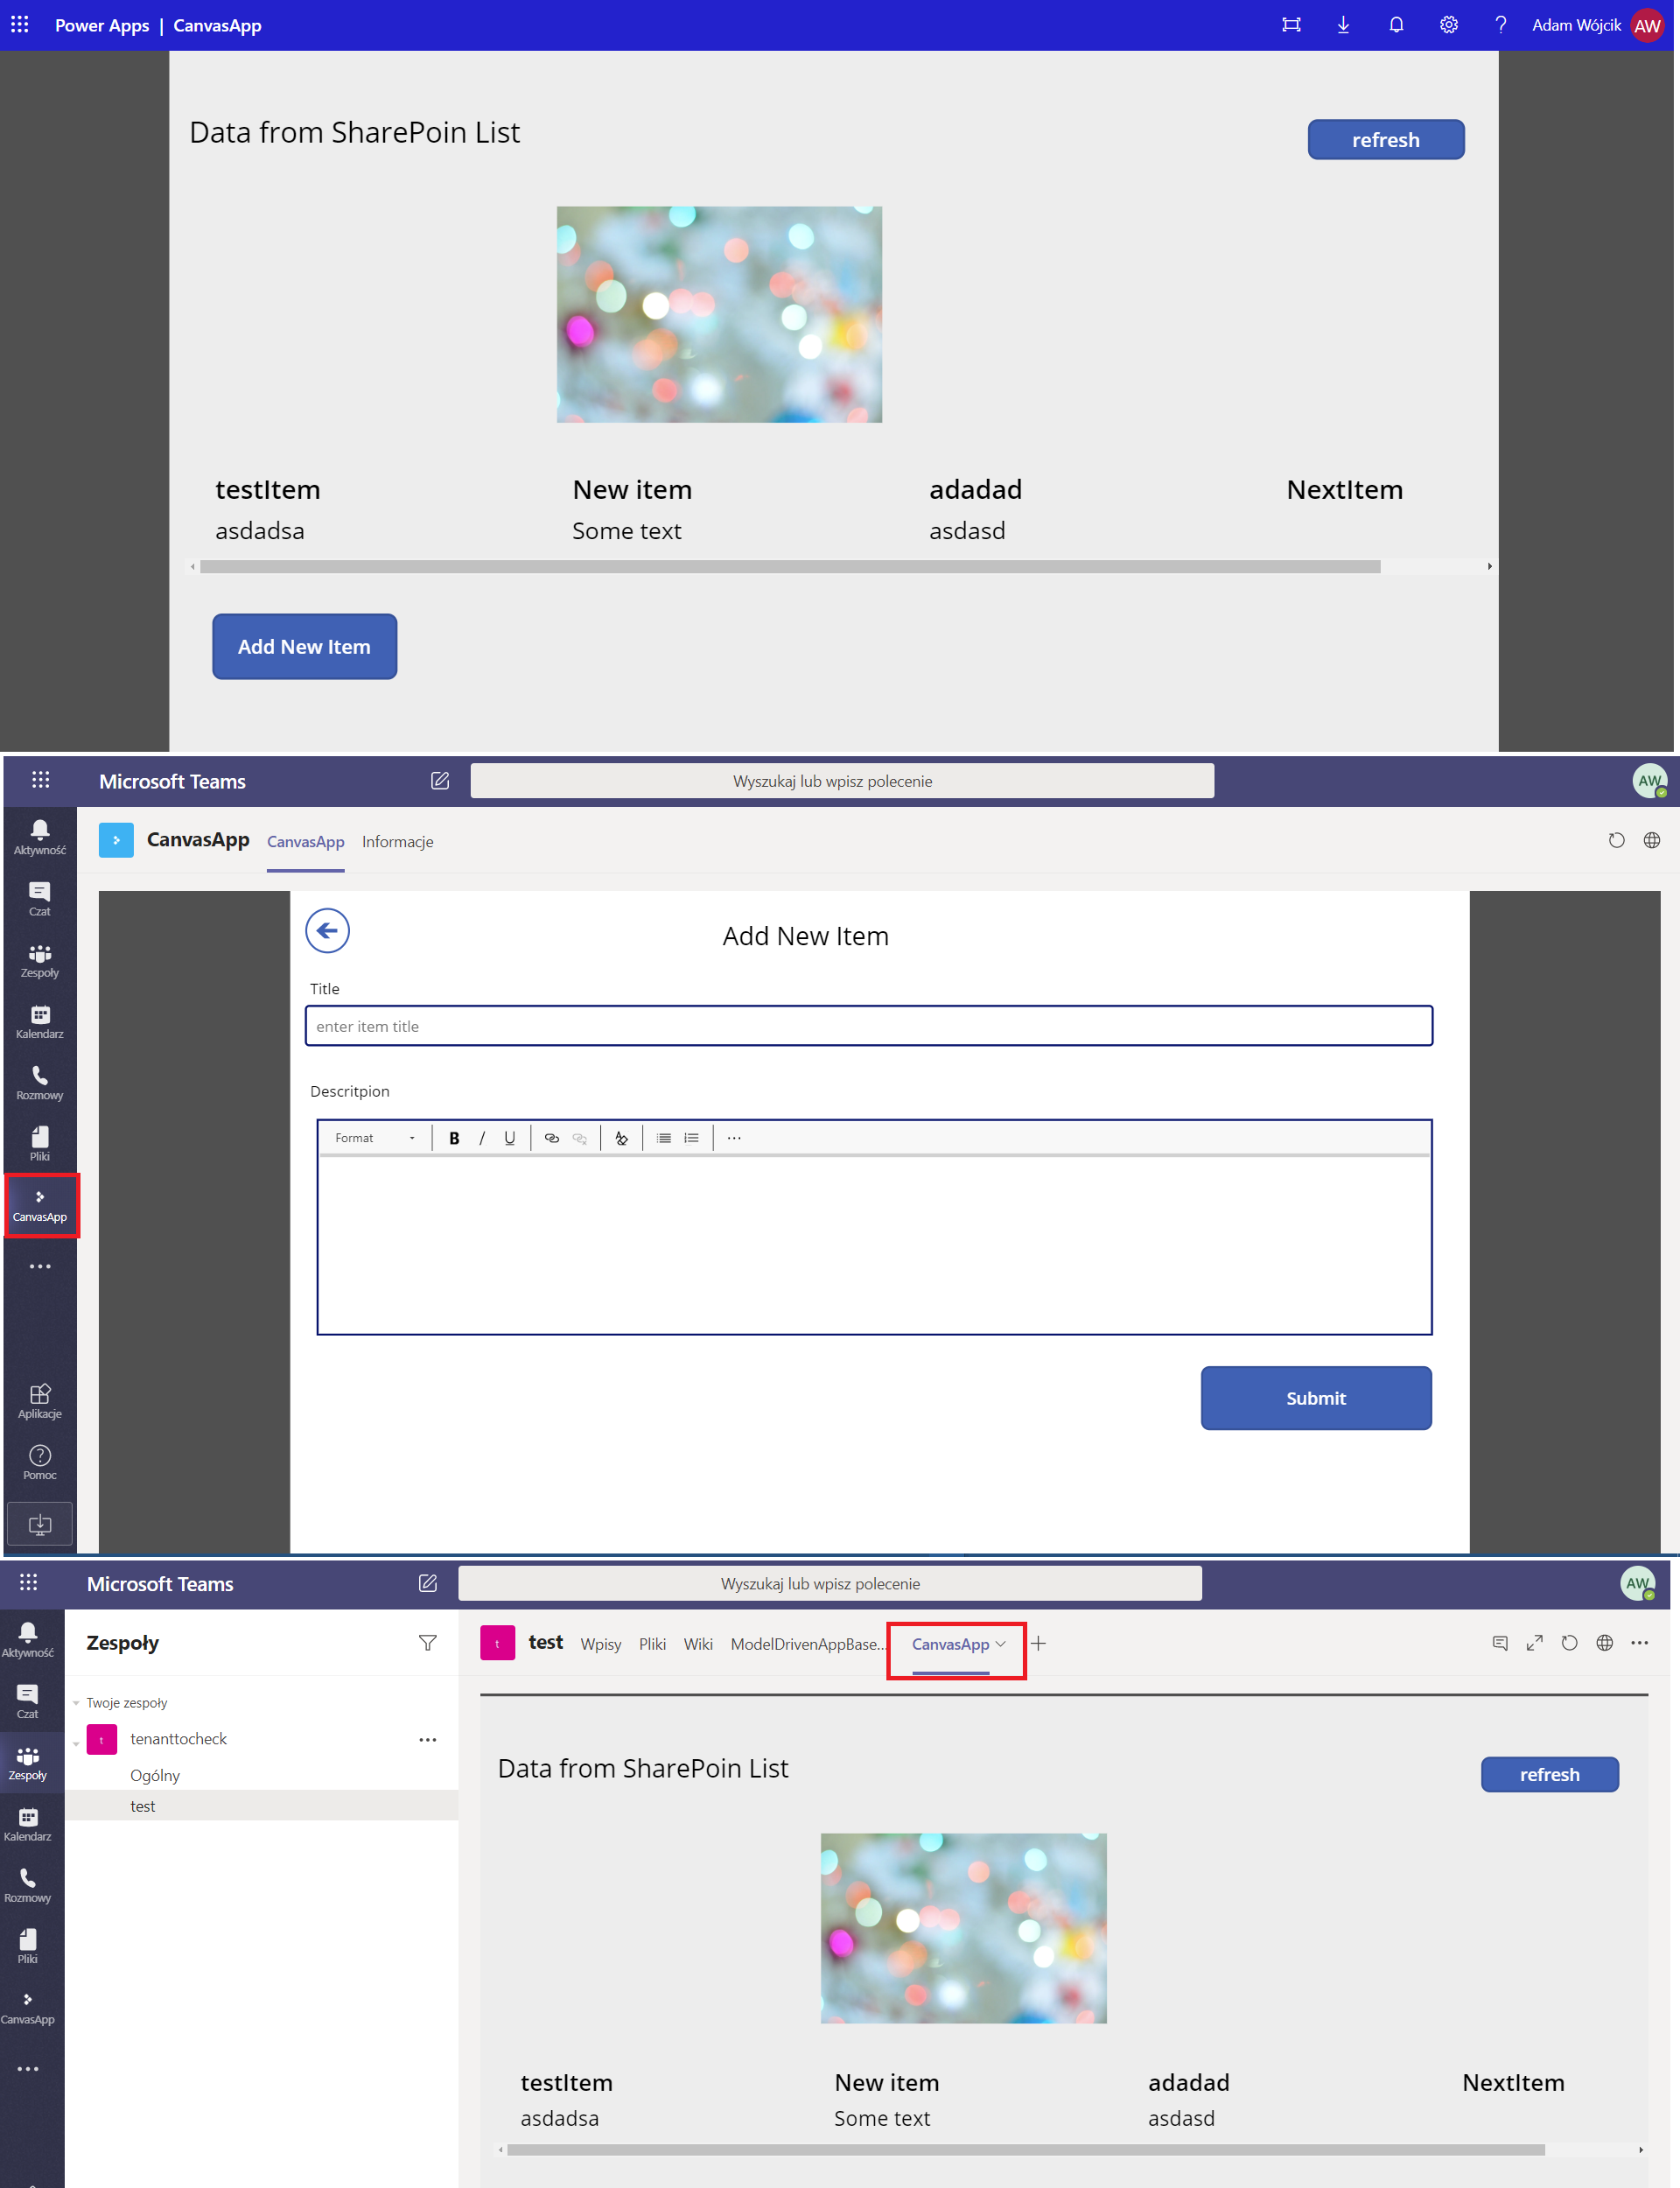 Power Apps | CanvasApp
? Adam Wójcik AW
Data from SharePoin List
refresh
testItem New item adadad NextItem
asdadsa Some text asdasd
Add New Item
Microsoft Teams Wyszukaj lub wpisz polecenie AW
CanvasApp CanvasApp Informacje
Aktywność
Czat
Zespoły
Kalendarz
Rozmowy
Pliki
CanvasApp
Aplikacje
Pomoc
Add New Item
Title
enter item title
Descritpion
Format B / U
Submit
Microsoft Teams Wyszukaj lub wpisz polecenie AW
Aktywność
Czat
Zespoły
Kalendarz
Rozmowy
Pliki
CanvasApp
Zespoły
Twoje zespoły
t tenanttocheck
Ogólny
test
t test Wpisy Pliki Wiki ModelDrivenAppBase... CanvasApp
Data from SharePoin List
refresh
testItem New item adadad NextItem
asdadsa Some text asdasd